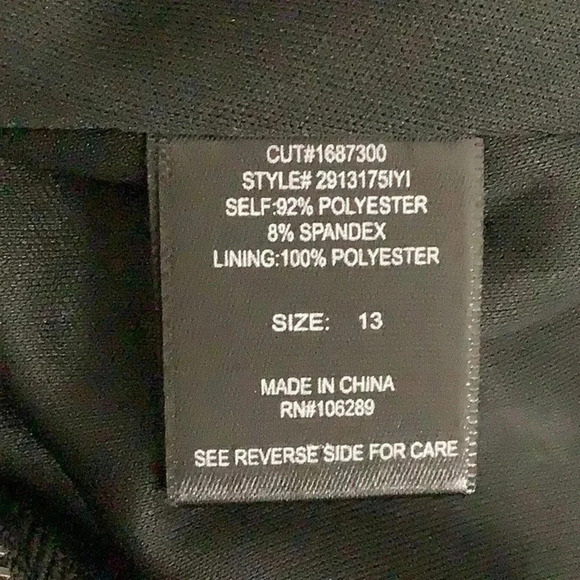 CUT#1687300
STYLE# 2913175IYI
SELF:92% POLYESTER
8% SPANDEX
LINING:100% POLYESTER
SIZE: 13
MADE IN CHINA
RN#106289
SEE REVERSE SIDE FOR CARE